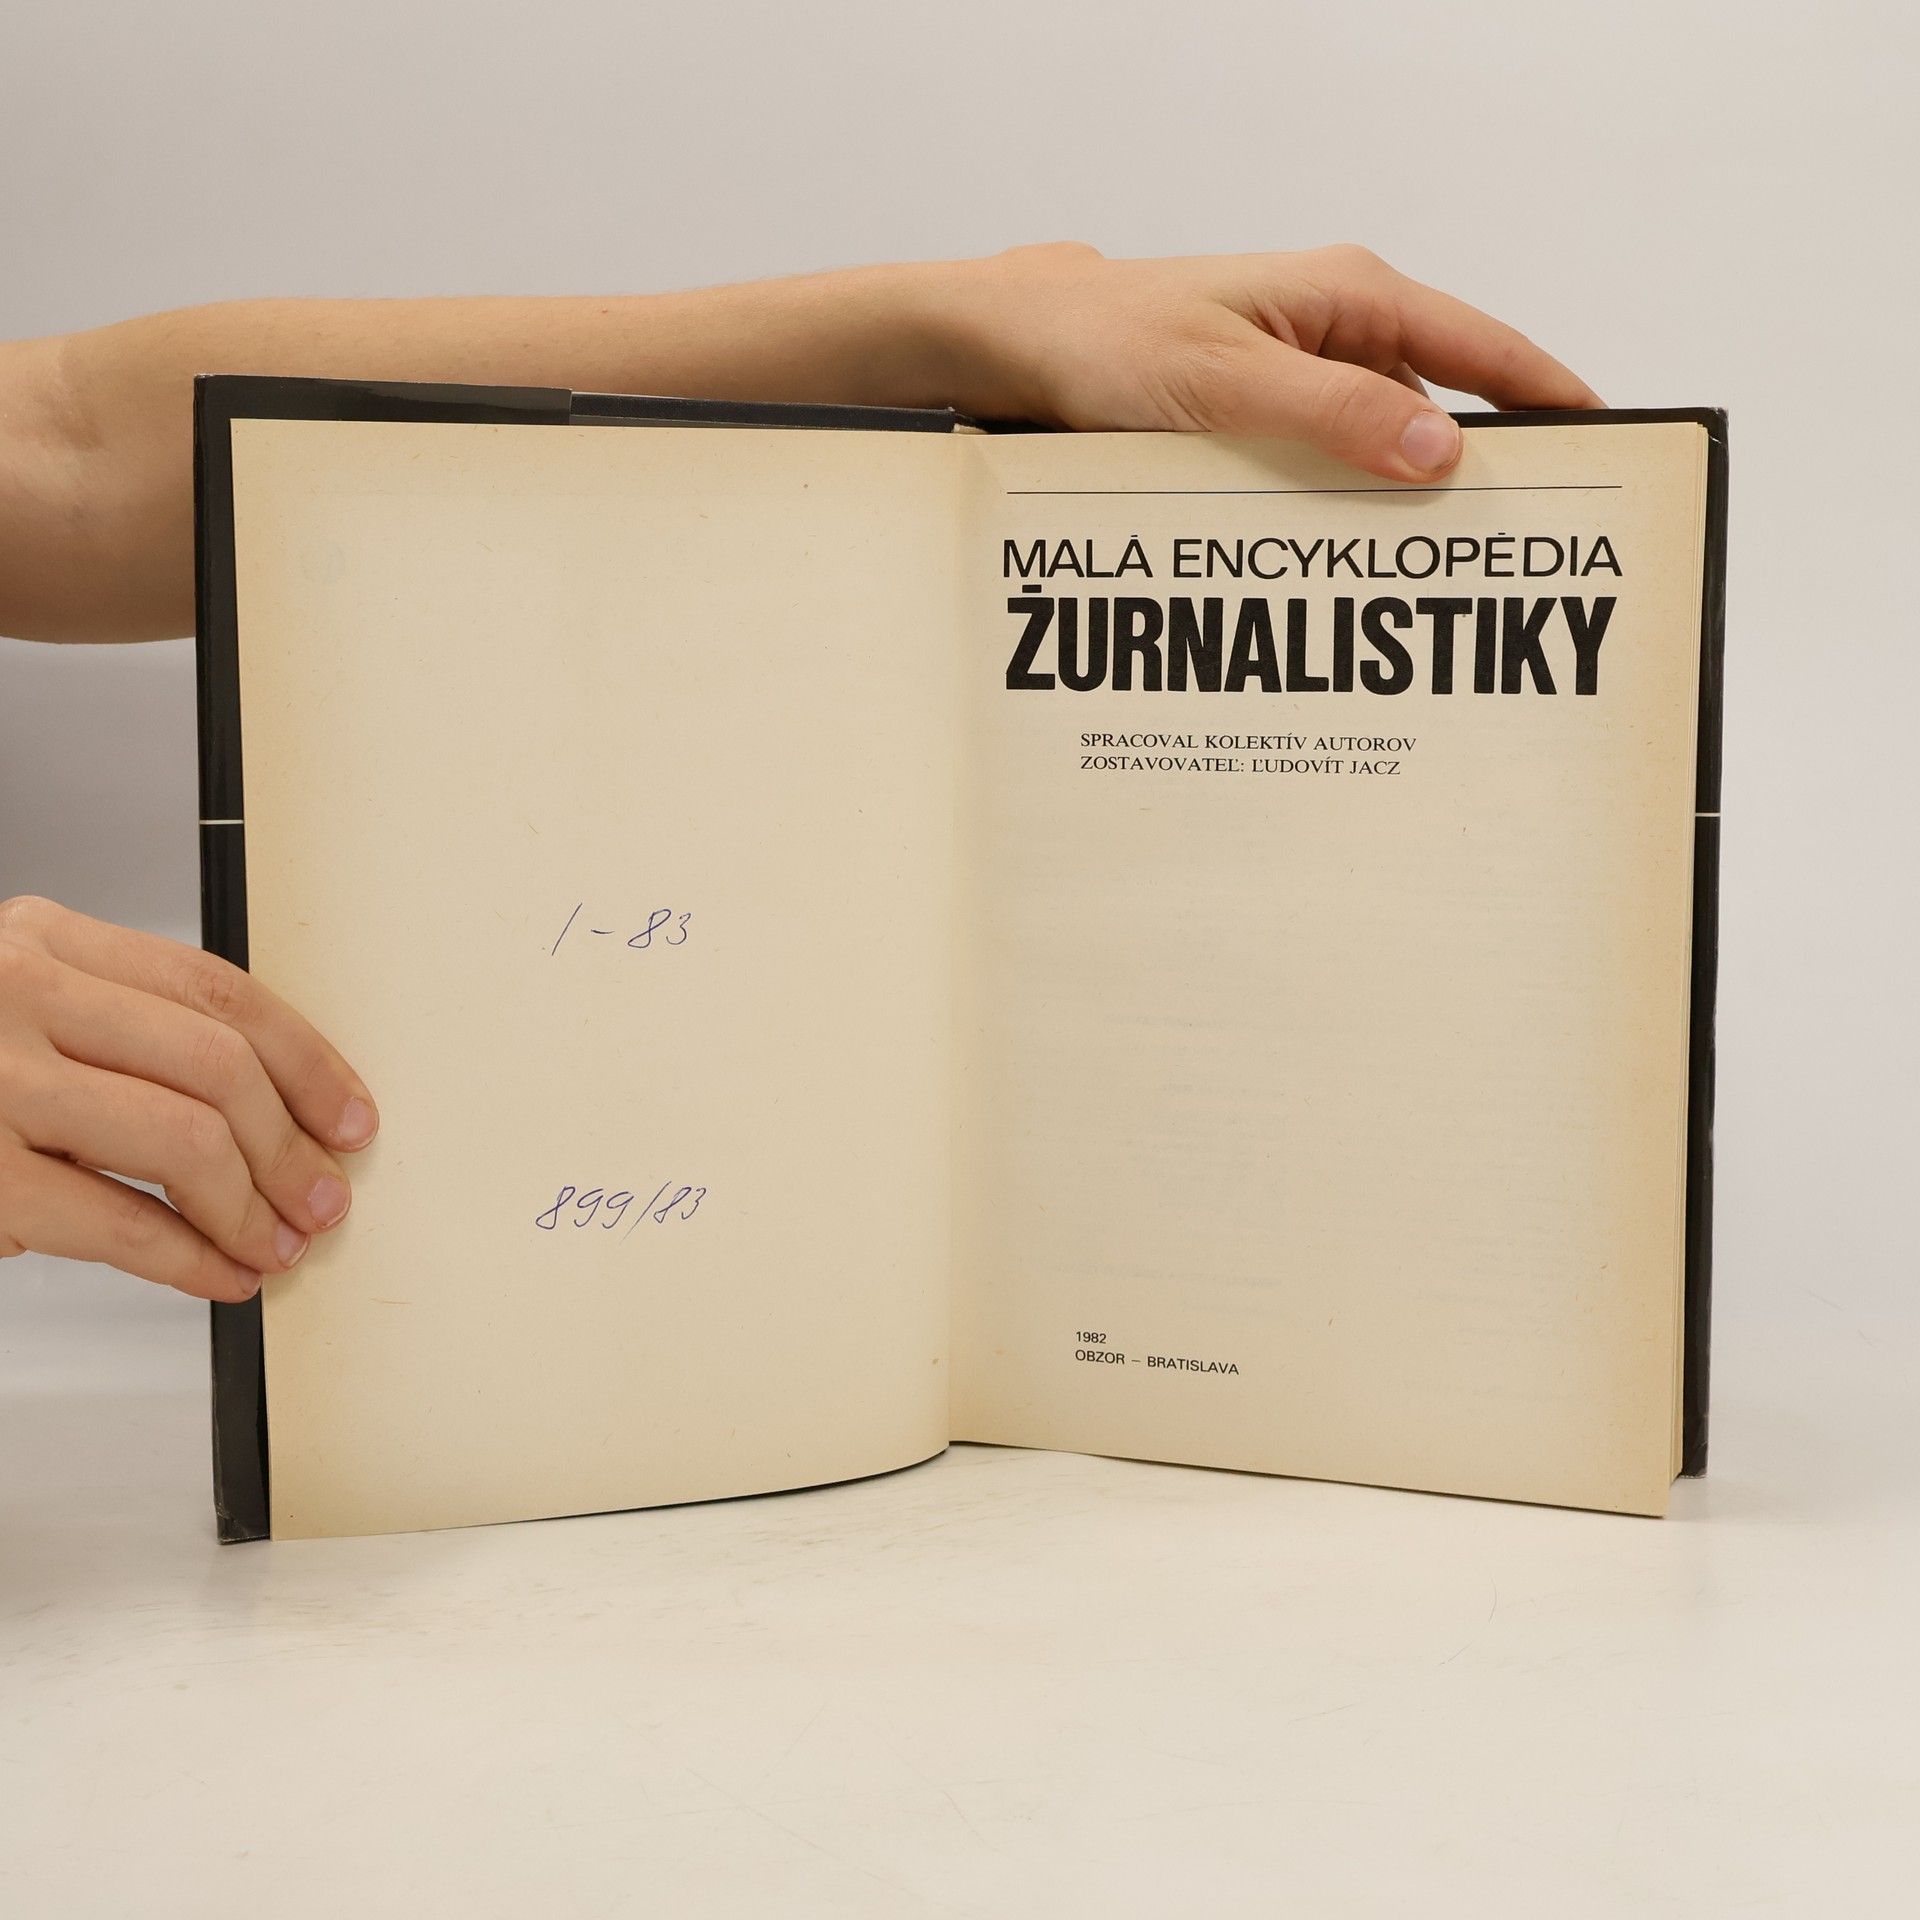 1 - 83
899/83
MALÁ ENCYKLOPÉDIA
ŽURNALISTIKY
SPRACOVAL KOLEKTÍV AUTOROV
ZOSTAVOVATEĽ: ĽUDOVÍT JACZ
1982
OBZOR – BRATISLAVA